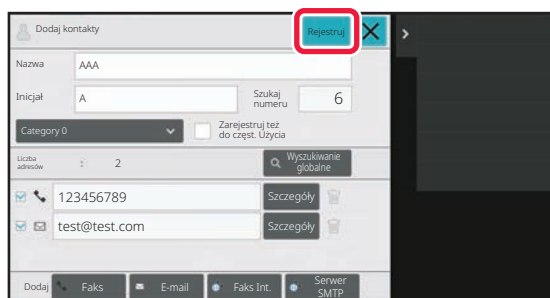 Dodaj kontakty
Rejestruj
Nazwa
AAA
Inicjał
A
Szukaj
numeru
6
Category 0
Zarejestruj też
do częst. Użycia
Liczba
adresów
:
2
Wyszukiwanie
globalne
123456789
Szczegóły
test@test.com
Szczegóły
Dodaj
Faks
E-mail
Faks Int.
Serwer
SMTP